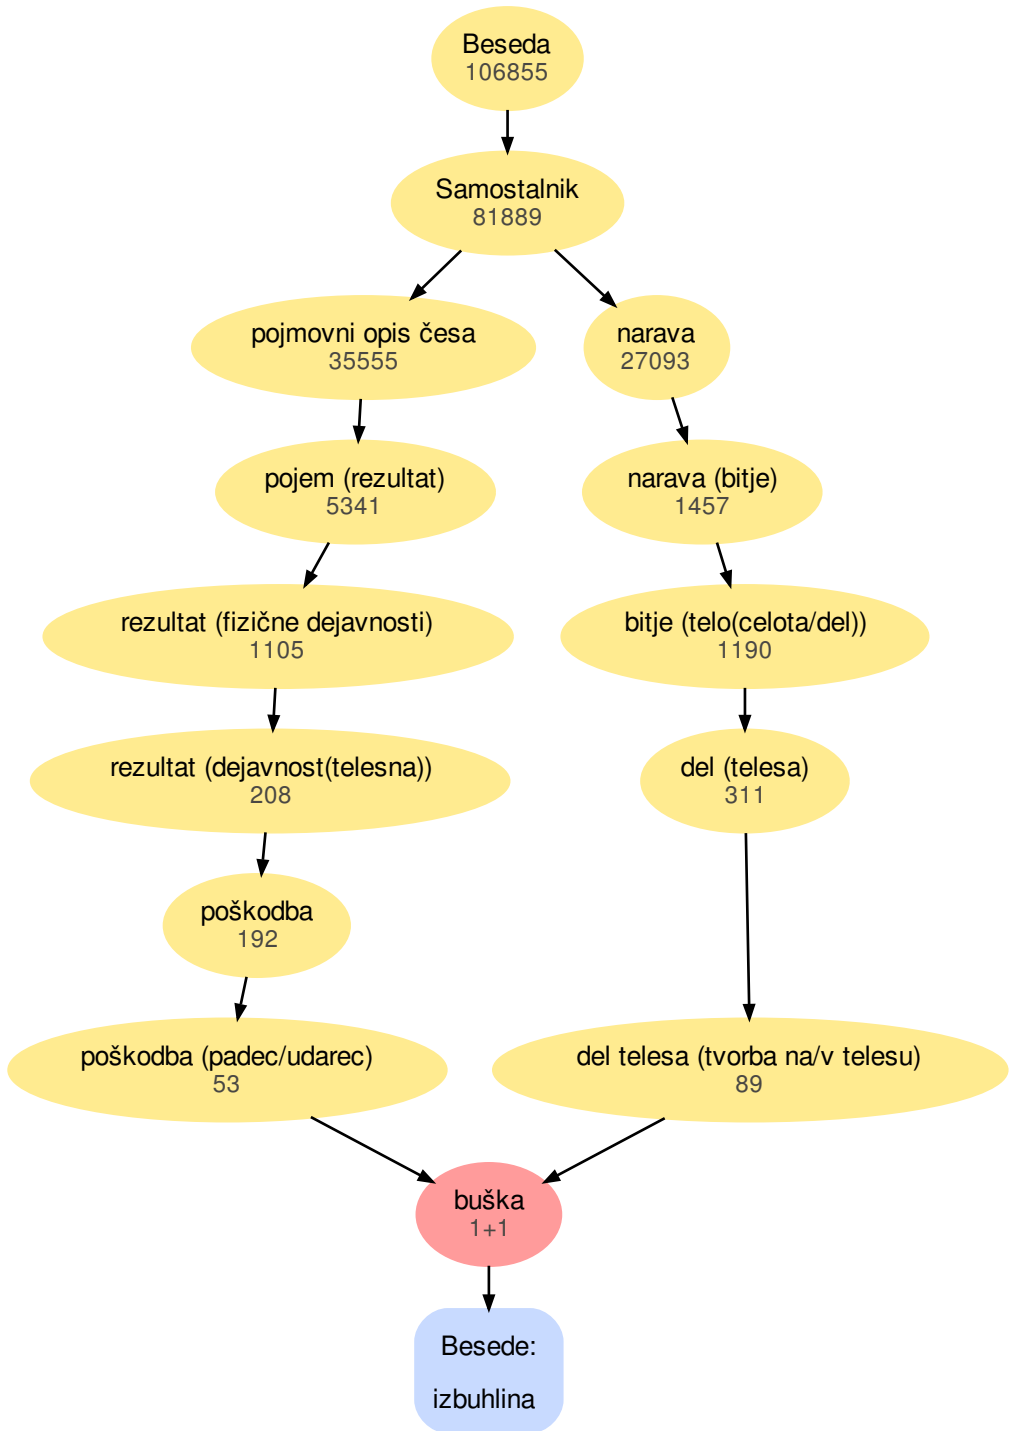 Beseda
106855
Samostalnik
81889
pojmovni opis česa
35555
narava
27093
pojem (rezultat)
5341
narava (bitje)
1457
rezultat (fizične dejavnosti)
1105
bitje (telo(celota/del))
1190
rezultat (dejavnost(telesna))
208
del (telesa)
311
poškodba
192
poškodba (padec/udarec)
53
del telesa (tvorba na/v telesu)
89
buška
1+1
Besede:
izbuhlina